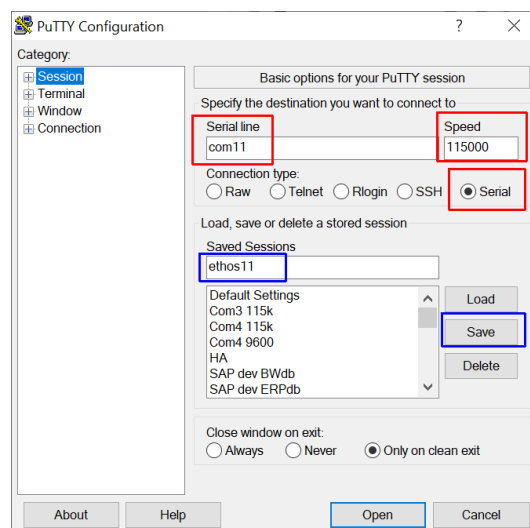 PuTTY Configuration ?
Category:
Session
Terminal
Window
Connection
Basic options for your PuTTY session
Specify the destination you want to connect to
Serial line Speed
com11 115000
Connection type:
Raw Telnet Rlogin SSH Serial
Load, save or delete a stored session
Saved Sessions
ethos11
Default Settings
Com3 115k
Com4 115k
Com4 9600
HA
SAP dev BWdb
SAP dev ERPdb
Load
Save
Delete
Close window on exit:
Always Never Only on clean exit
About Help Open Cancel